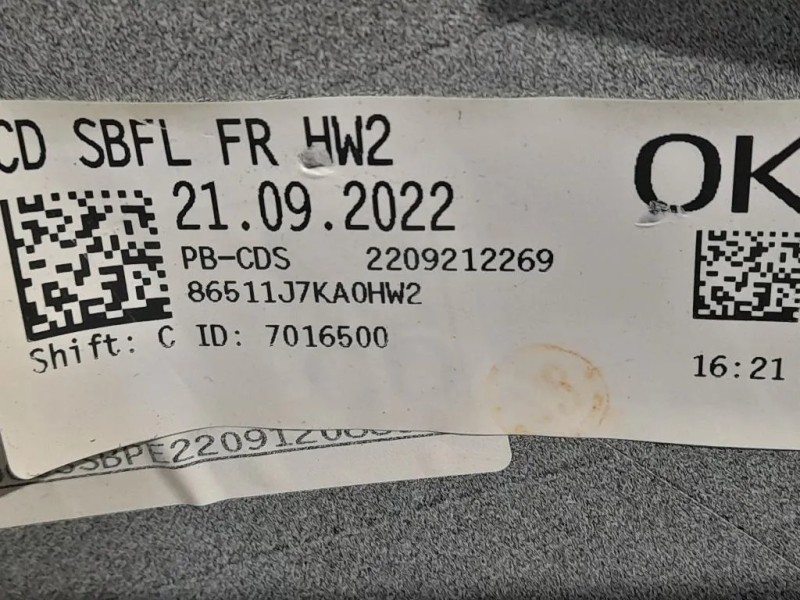 CD SBFL FR HW2
OK
21.09.2022
PB-CDS 2209212269
86511J7KA0HW2
Shift: C ID: 7016500
16:21